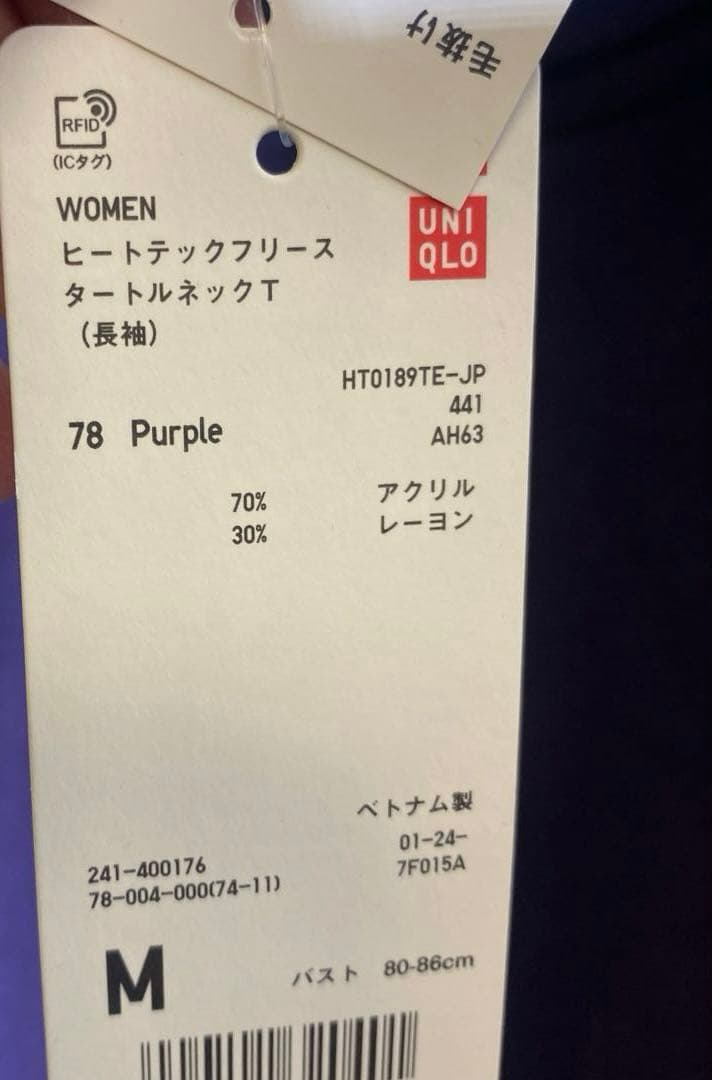 毛抜け
RFID
(ICタグ)
WOMEN
ヒートテックフリース
タートルネックT
(長袖)
UNI
QLO
HT0189TE-JP
441
AH63
78 Purple
70% アクリル
30% レーヨン
ベトナム製
01-24-
7F015A
241-400176
78-004-000(74-11)
M バスト 80-86cm